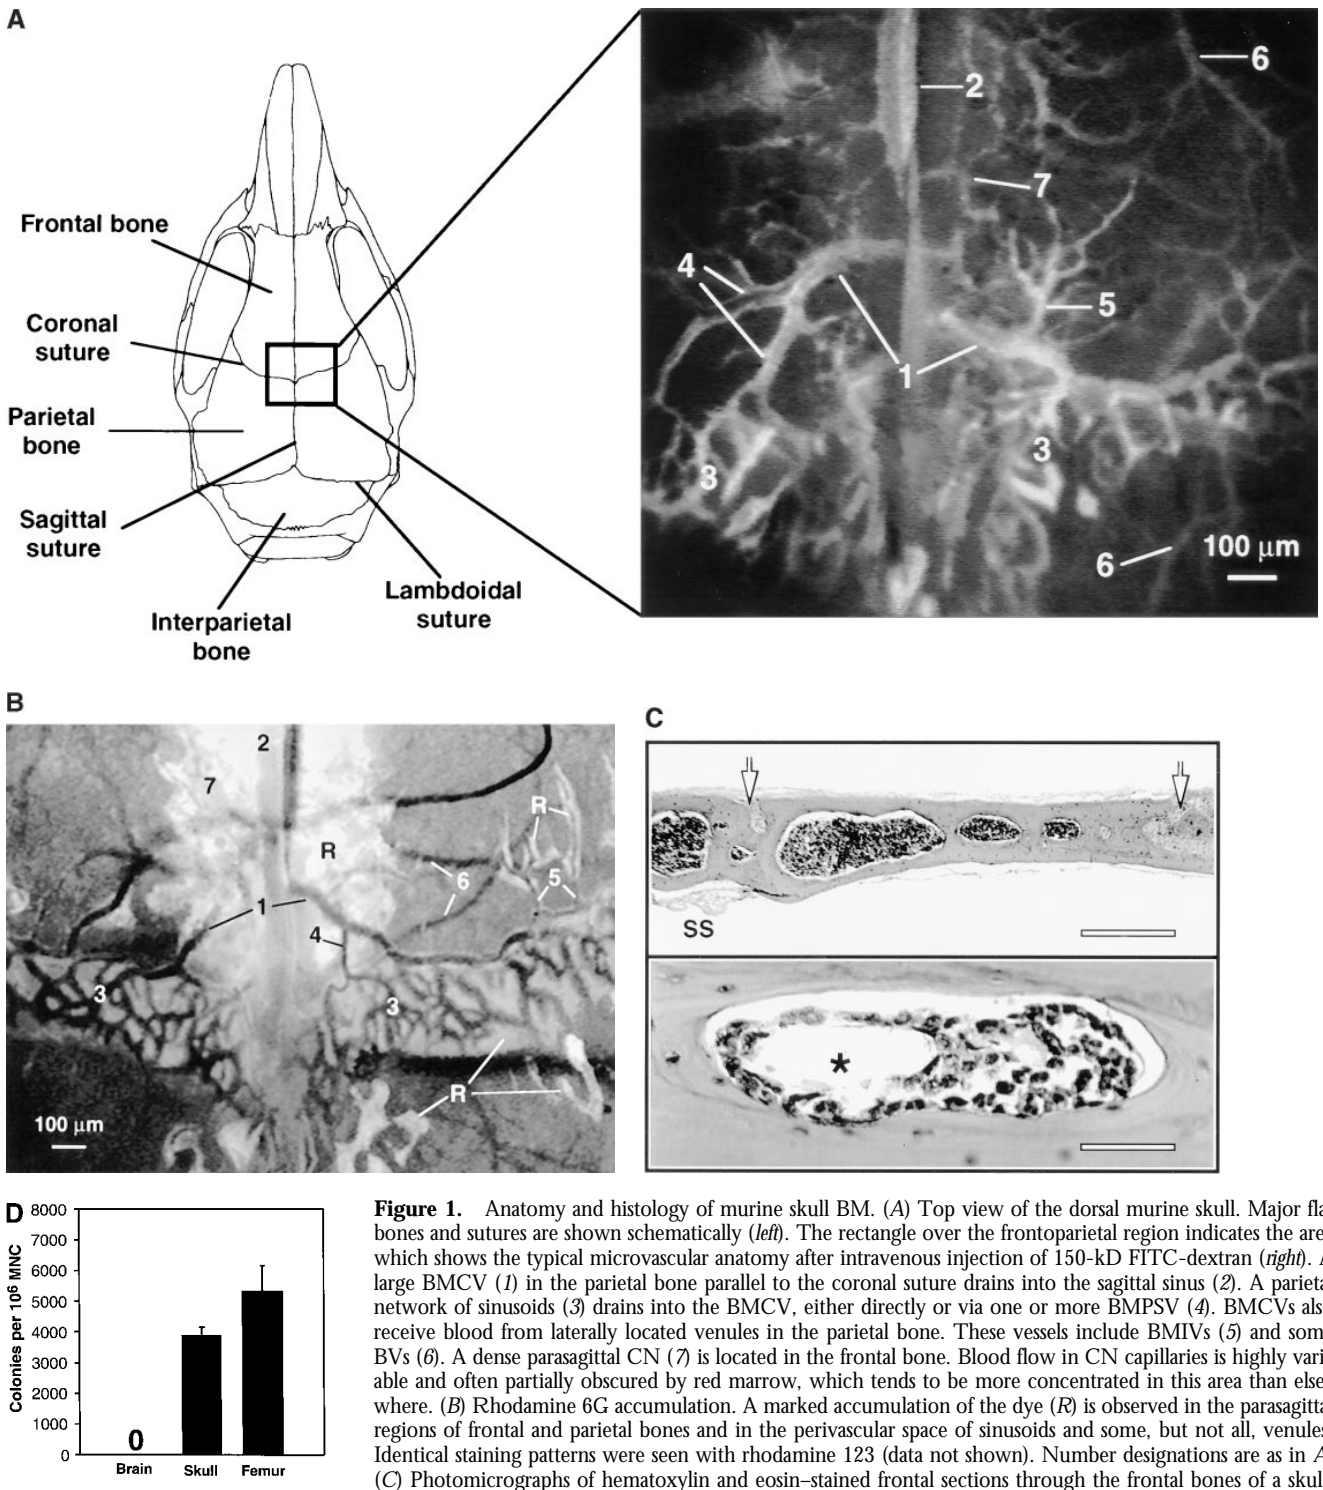 A
Frontal bone
Coronal
suture
Parietal
bone
Sagittal
suture
Interparietal
bone
Lambdoidal
suture
6
2
7
4
5
1
3
3
6
100 µm
B
2
7
R
R
6
5
1
4
3
3
R
100 µm
C
SS
*
D
Colonies per 10⁶ MNC
8000
7000
6000
5000
4000
3000
2000
1000
0
0
Brain Skull Femur
Figure 1. Anatomy and histology of murine skull BM. (A) Top view of the dorsal murine skull. Major fla
bones and sutures are shown schematically (left). The rectangle over the frontoparietal region indicates the are
which shows the typical microvascular anatomy after intravenous injection of 150-kD FITC-dextran (right).
large BMCV (1) in the parietal bone parallel to the coronal suture drains into the sagittal sinus (2). A parieta
network of sinusoids (3) drains into the BMCV, either directly or via one or more BMPSV (4). BMCVs als
receive blood from laterally located venules in the parietal bone. These vessels include BMIVs (5) and som
BVs (6). A dense parasagittal CN (7) is located in the frontal bone. Blood flow in CN capillaries is highly vari
able and often partially obscured by red marrow, which tends to be more concentrated in this area than else
where. (B) Rhodamine 6G accumulation. A marked accumulation of the dye (R) is observed in the parasagitta
regions of frontal and parietal bones and in the perivascular space of sinusoids and some, but not all, venules
Identical staining patterns were seen with rhodamine 123 (data not shown). Number designations are as in A
(C) Photomicrographs of hematoxylin and eosin–stained frontal sections through the frontal bones of a skul